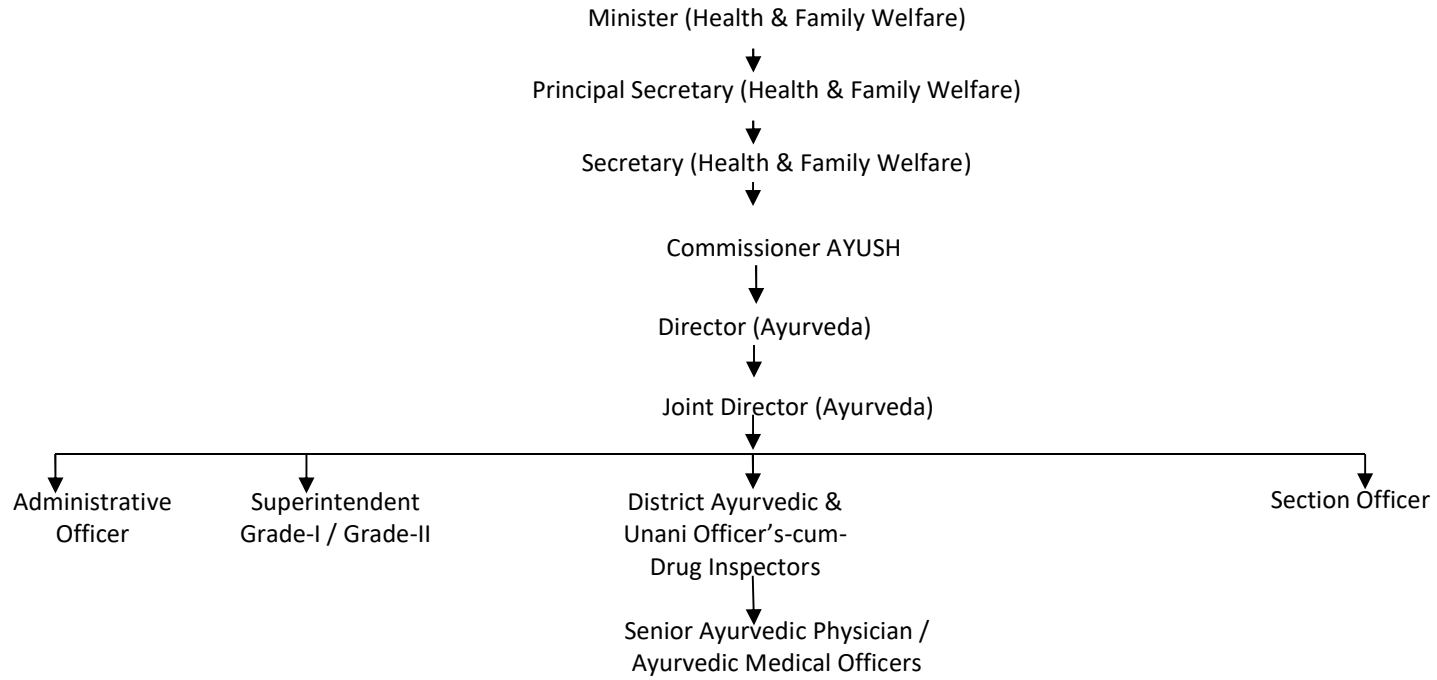 Minister (Health & Family Welfare)
Principal Secretary (Health & Family Welfare)
Secretary (Health & Family Welfare)
Commissioner AYUSH
Director (Ayurveda)
Joint Director (Ayurveda)
Administrative
Officer
Superintendent
Grade-I / Grade-II
District Ayurvedic &
Unani Officer’s-cum-
Drug Inspectors
Section Officer
Senior Ayurvedic Physician /
Ayurvedic Medical Officers